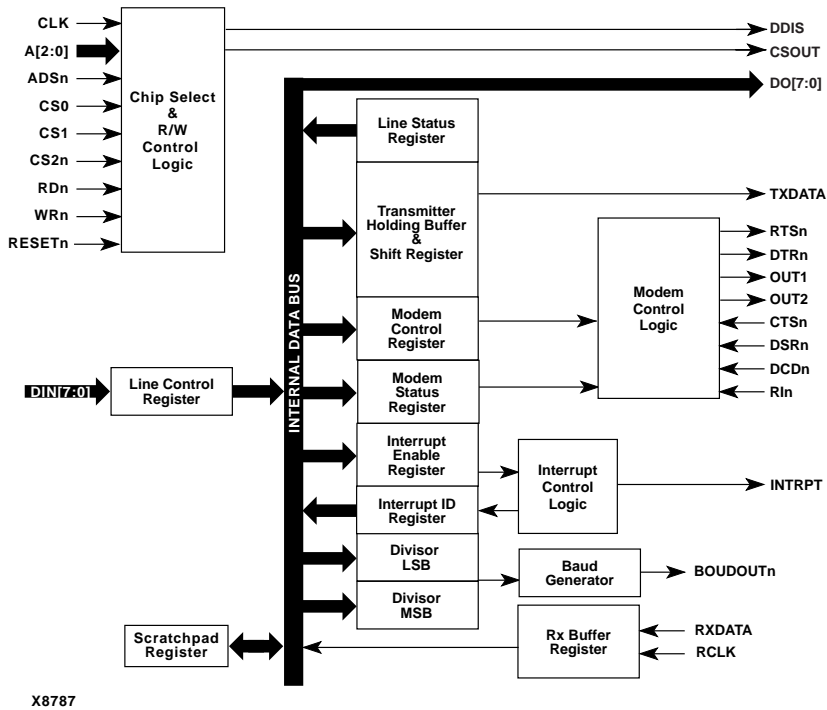 CLK
A[2:0]
ADSn
CS0
CS1
CS2n
RDn
WRn
RESETn
Chip Select
&
R/W
Control
Logic
DDIS
CSOUT
DO[7:0]
Line Status
Register
Transmitter
Holding Buffer
&
Shift Register
TXDATA
Modem
Control
Register
Modem
Control
Logic
RTSn
DTRn
OUT1
OUT2
CTSn
DSRn
DCDn
RIn
INTERNAL DATA BUS
DIN[7:0]
Line Control
Register
Modem
Status
Register
Interrupt
Enable
Register
Interrupt
Control
Logic
INTRPT
Interrupt ID
Register
Divisor
LSB
Baud
Generator
BOUDOUTn
Divisor
MSB
Scratchpad
Register
Rx Buffer
Register
RXDATA
RCLK
X8787